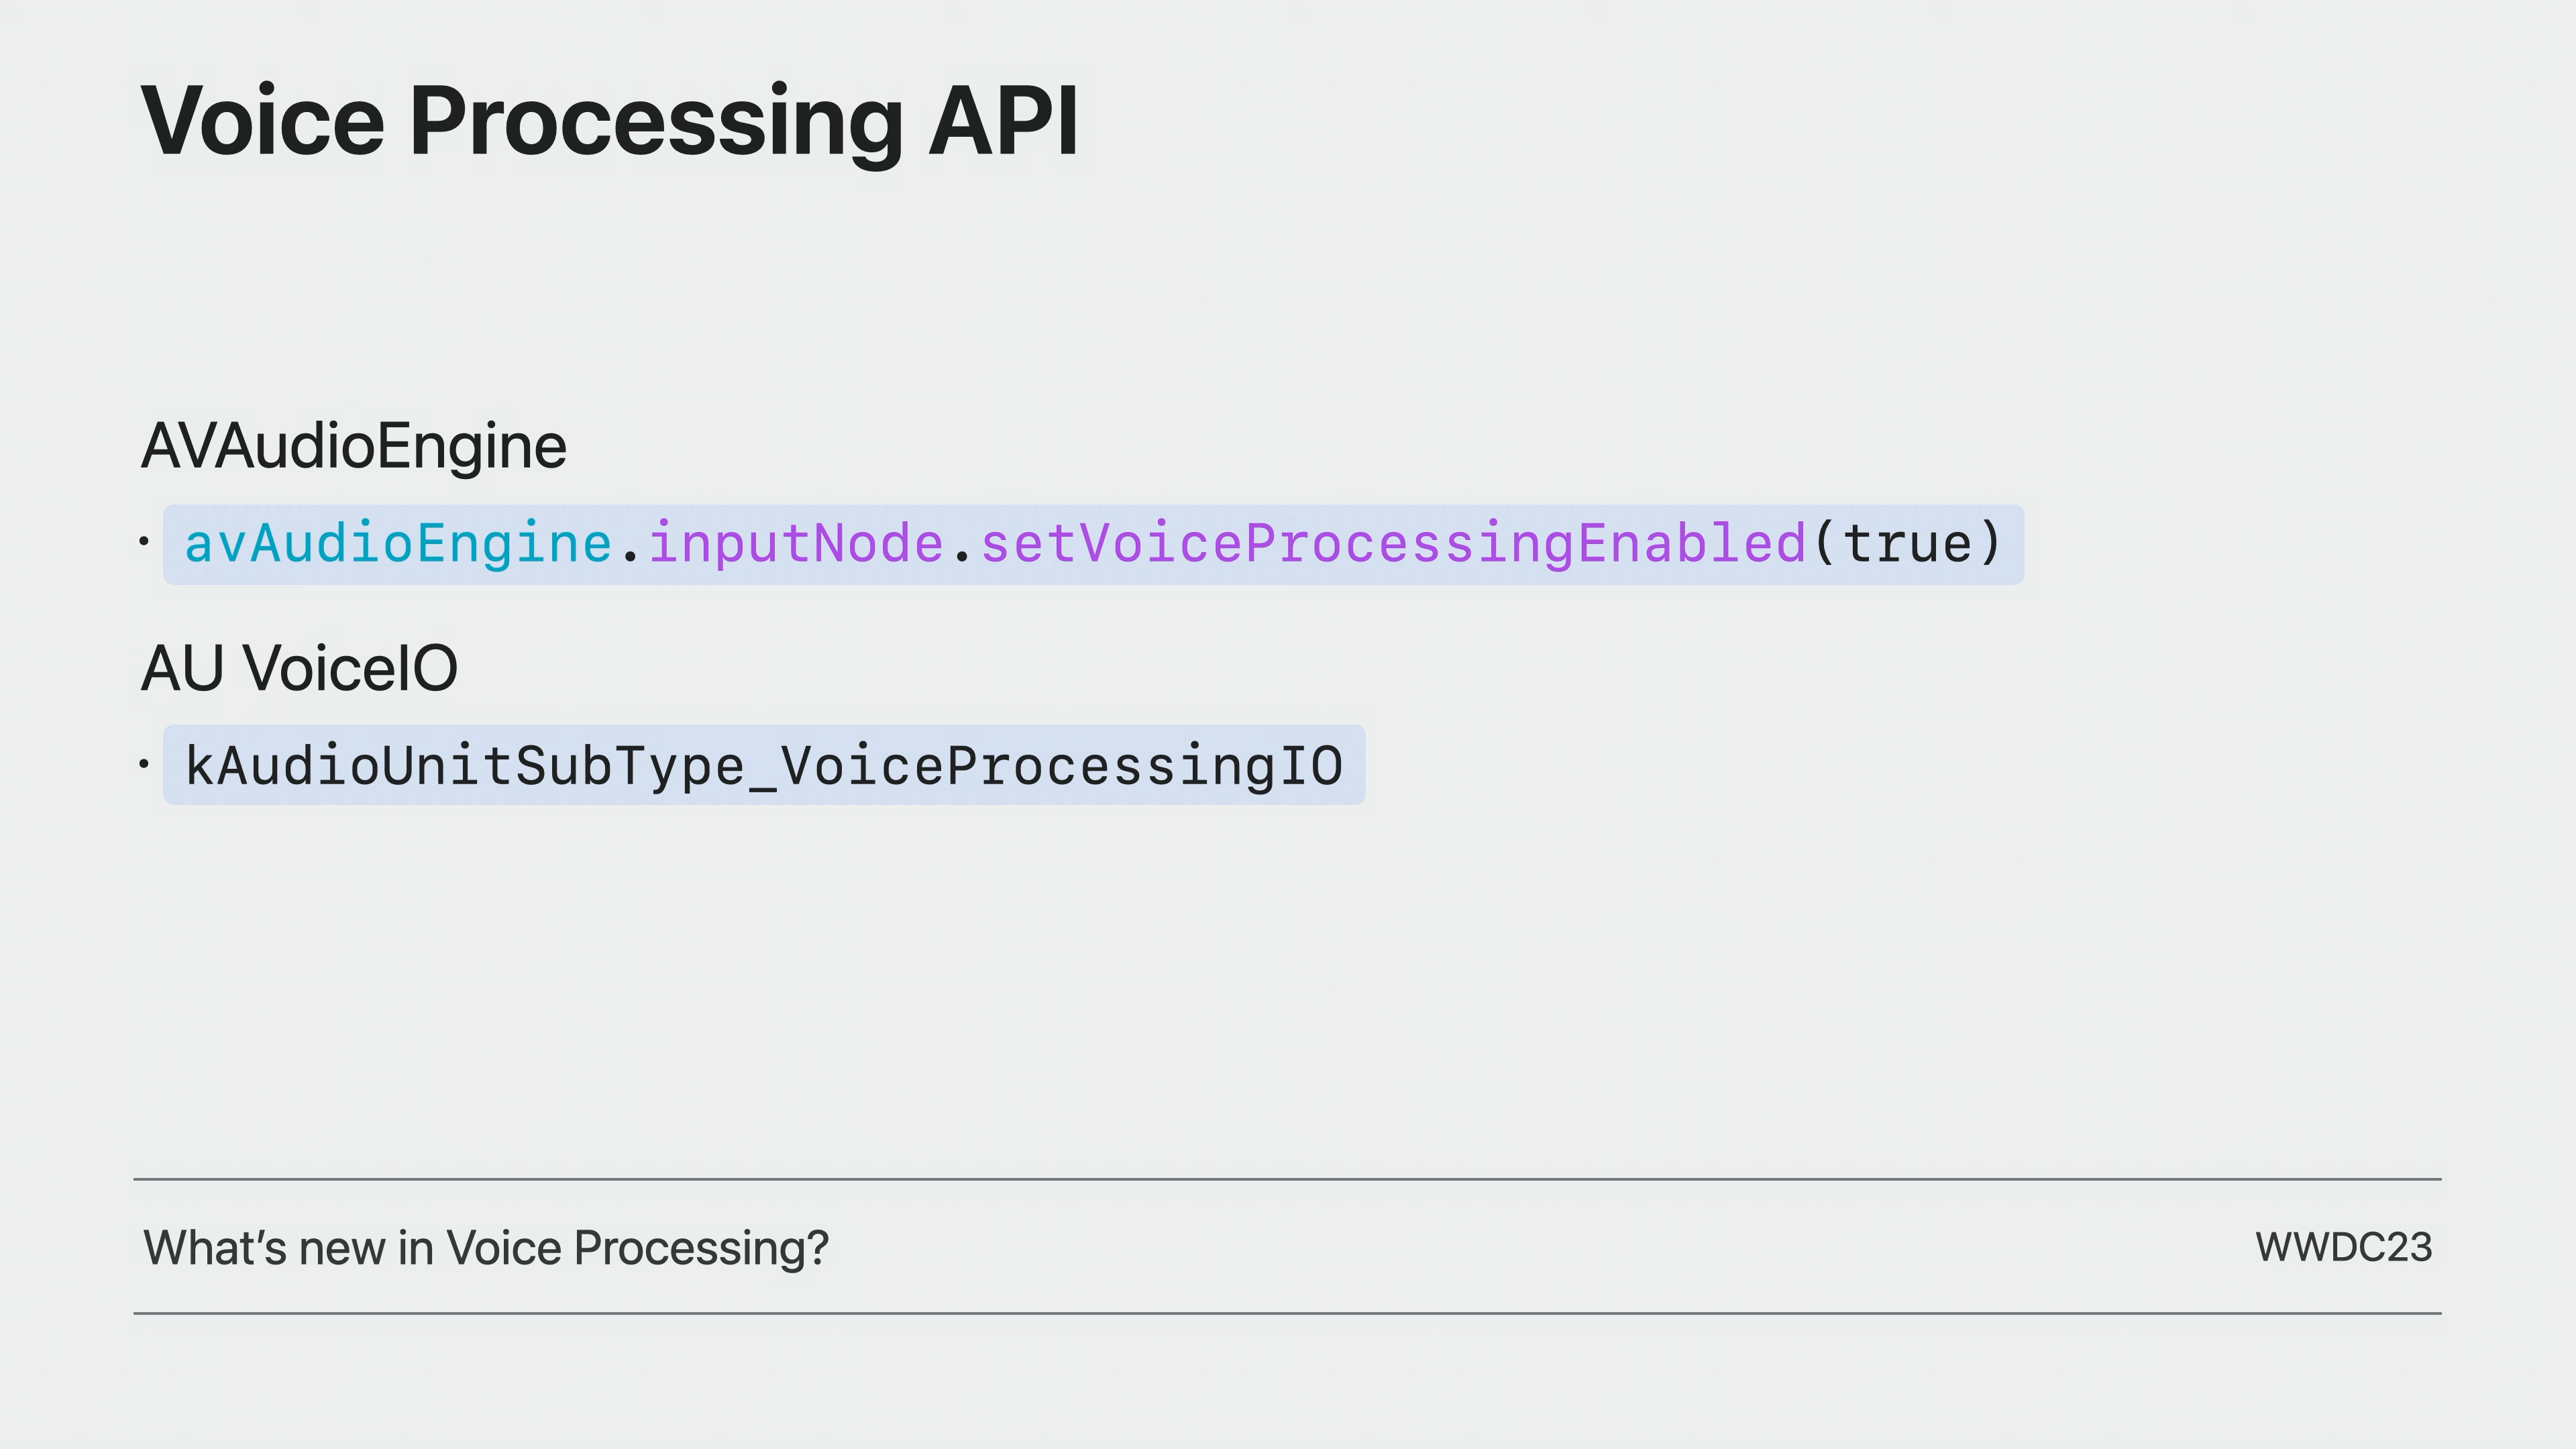 Voice Processing API
AVAudioEngine
• avAudioEngine.inputNode.setVoiceProcessingEnabled(true)
AU VoiceIO
• kAudioUnitSubType_VoiceProcessingIO
What’s new in Voice Processing?
WWDC23